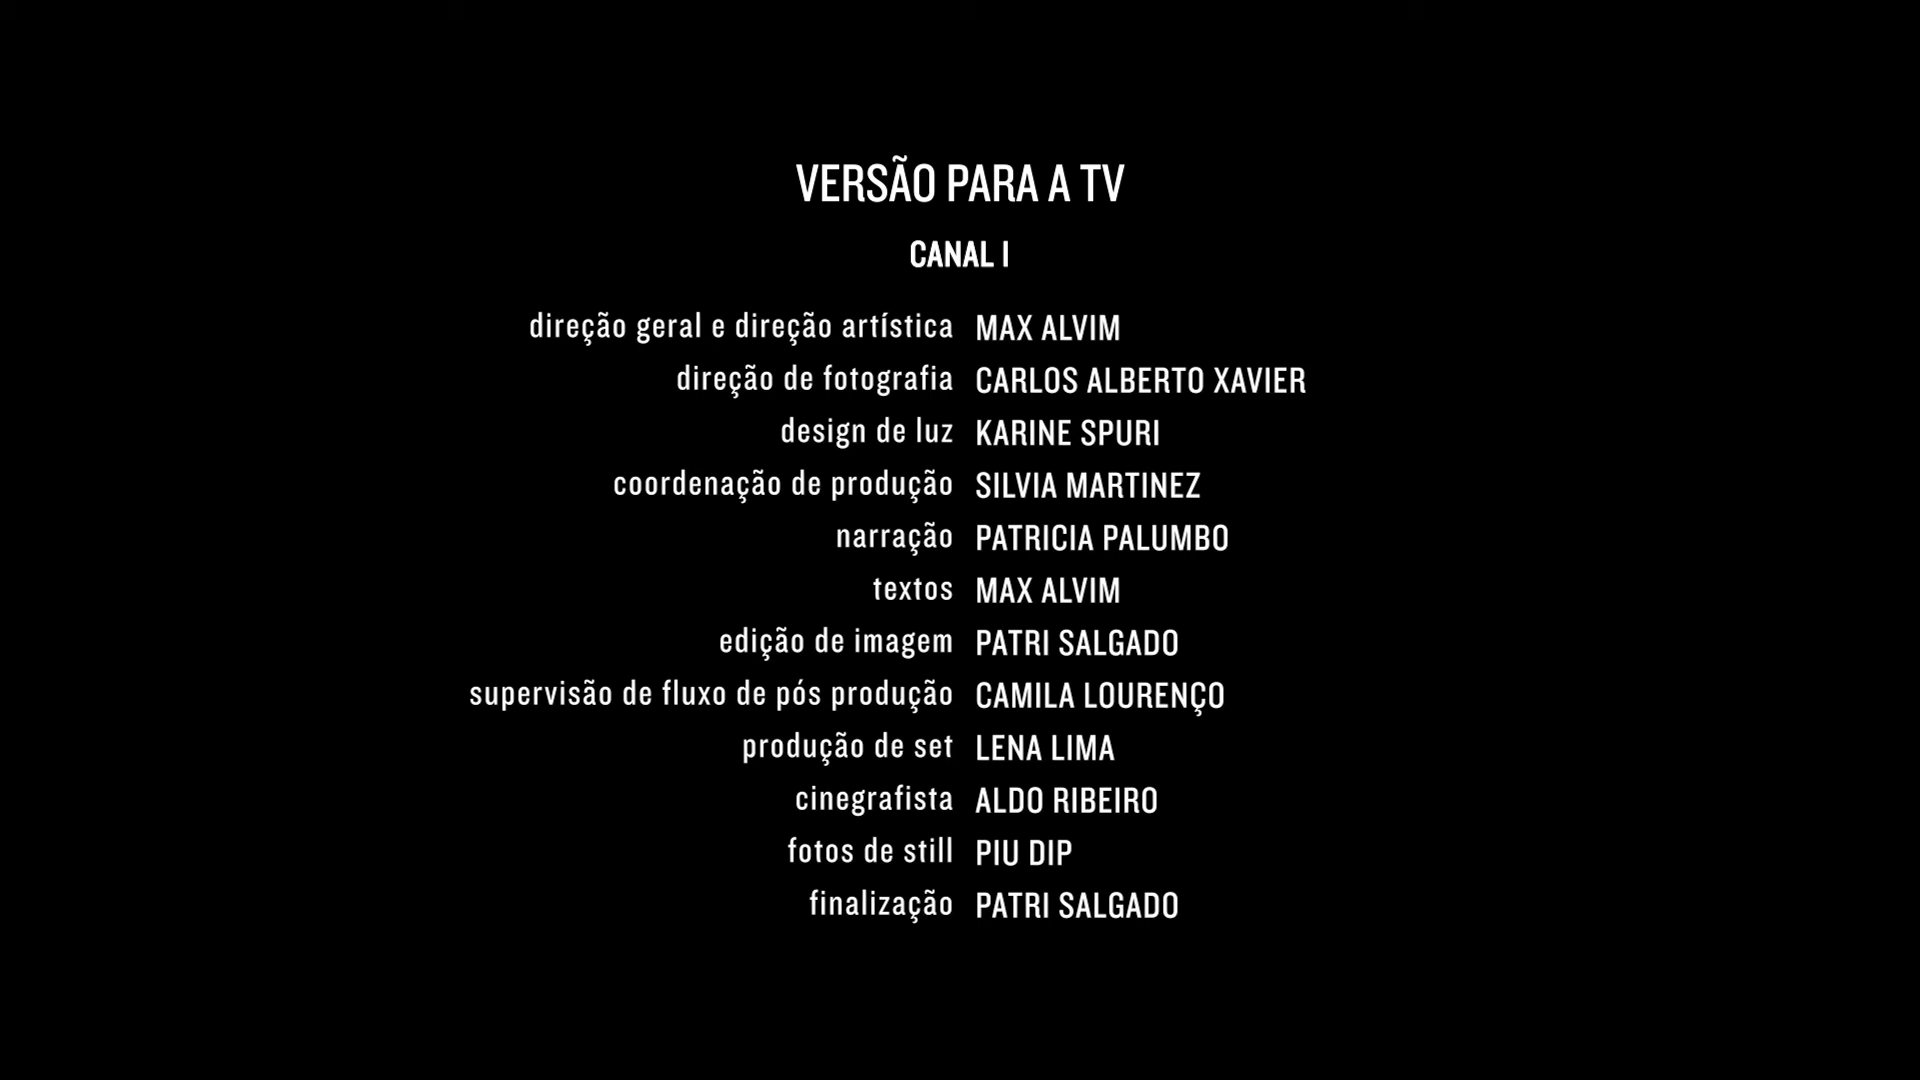 VERSÃO PARA A TV
CANAL I
direção geral e direção artística MAX ALVIM
direção de fotografia CARLOS ALBERTO XAVIER
design de luz KARINE SPURI
coordenação de produção SILVIA MARTINEZ
narração PATRICIA PALUMBO
textos MAX ALVIM
edição de imagem PATRI SALGADO
supervisão de fluxo de pós produção CAMILA LOURENÇO
produção de set LENA LIMA
cinegrafista ALDO RIBEIRO
fotos de still PIU DIP
finalização PATRI SALGADO